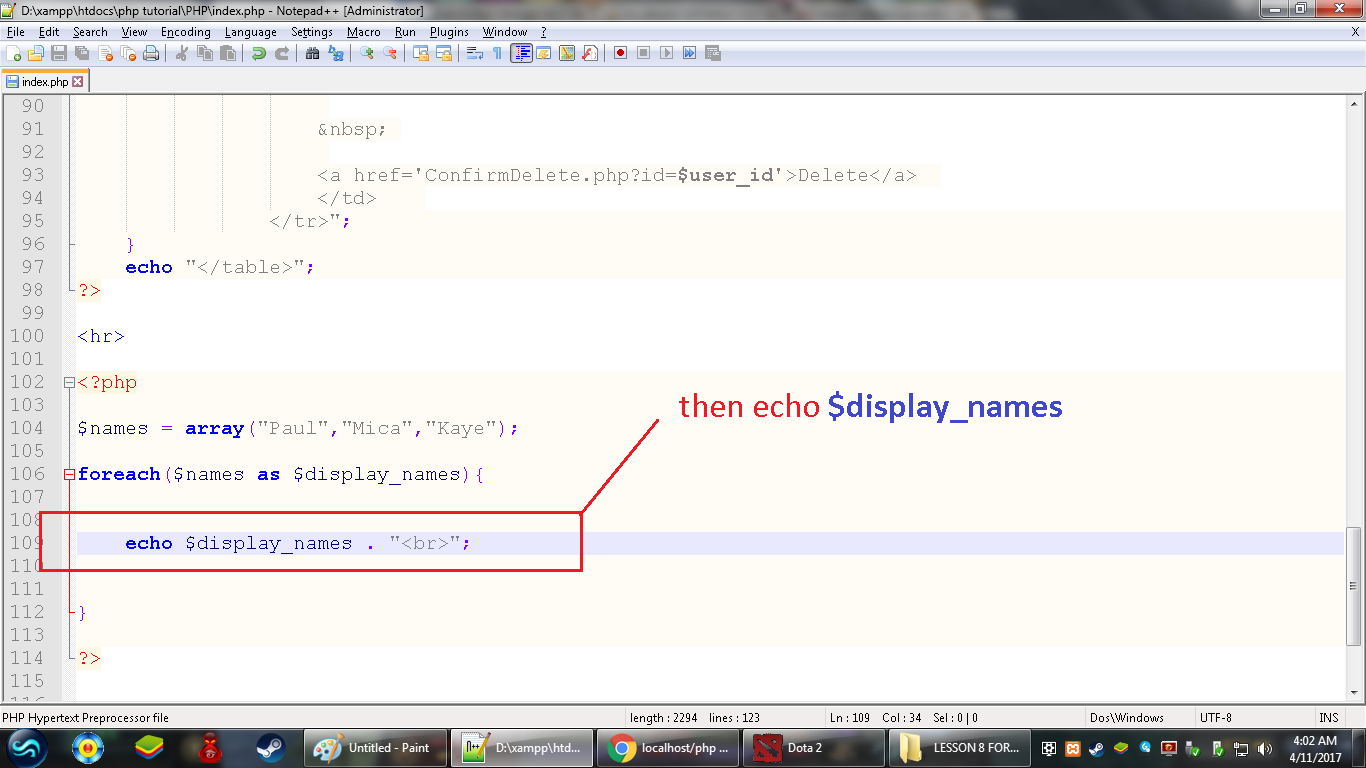 D:\xampp\htdocs\php tutorial\PHP\index.php - Notepad++ [Administrator]
File Edit Search View Encoding Language Settings Macro Run Plugins Window ? X
index.php
90
91 &nbsp;
92
93 <a href='ConfirmDelete.php?id=$user_id'>Delete</a>
94 </td>
95 </tr>";
96 }
97 echo "</table>";
98 ?>
99
100 <hr>
101
102 <?php
103
then echo $display_names
104 $names = array("Paul","Mica","Kaye");
105
106 foreach($names as $display_names){
107
108
109 echo $display_names . "<br>";
110
111
112 }
113
114 ?>
115
116
PHP Hypertext Preprocessor file length : 2294 lines : 123 Ln : 109 Col : 34 Sel : 0 | 0 Dos\Windows UTF-8 INS
Untitled - Paint D:\xampp\htd... localhost/php ... Dota 2 LESSON 8 FOR... 4:02 AM
4/11/2017